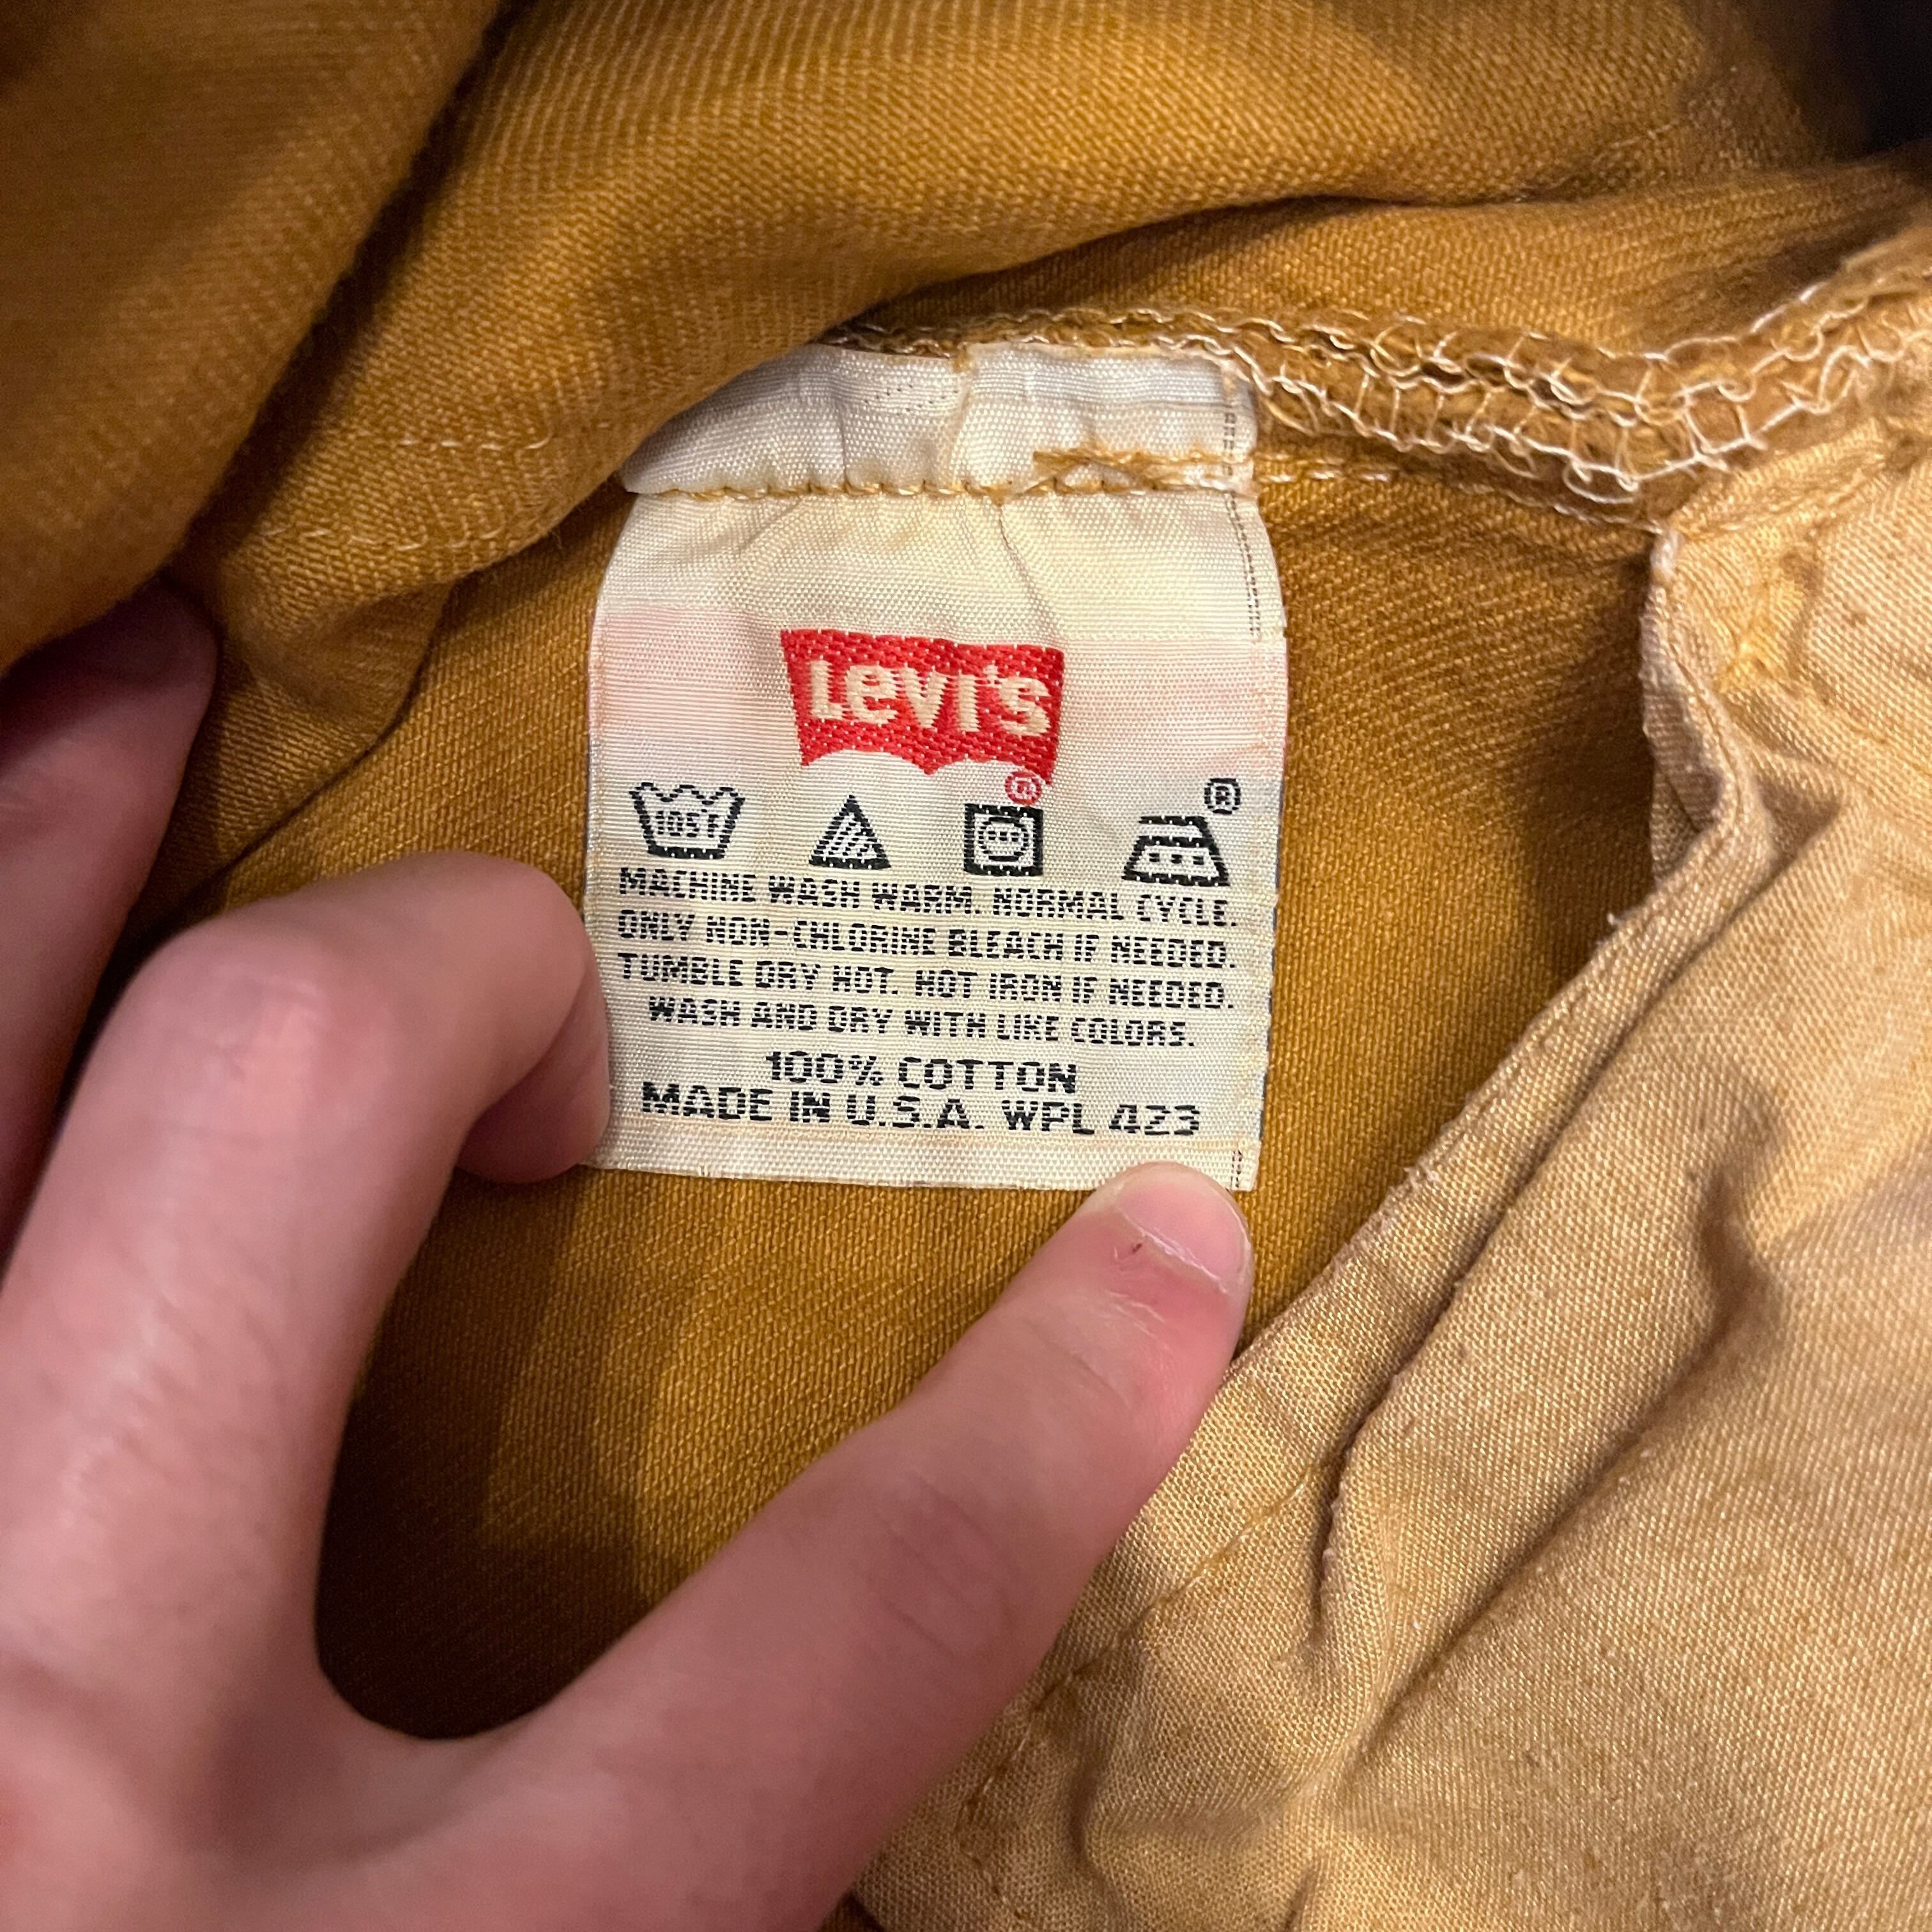 Levi's
®
®
105°F
MACHINE WASH WARM. NORMAL CYCLE.
ONLY NON-CHLORINE BLEACH IF NEEDED.
TUMBLE DRY HOT. HOT IRON IF NEEDED.
WASH AND DRY WITH LIKE COLORS.
100% COTTON
MADE IN U.S.A. WPL 423